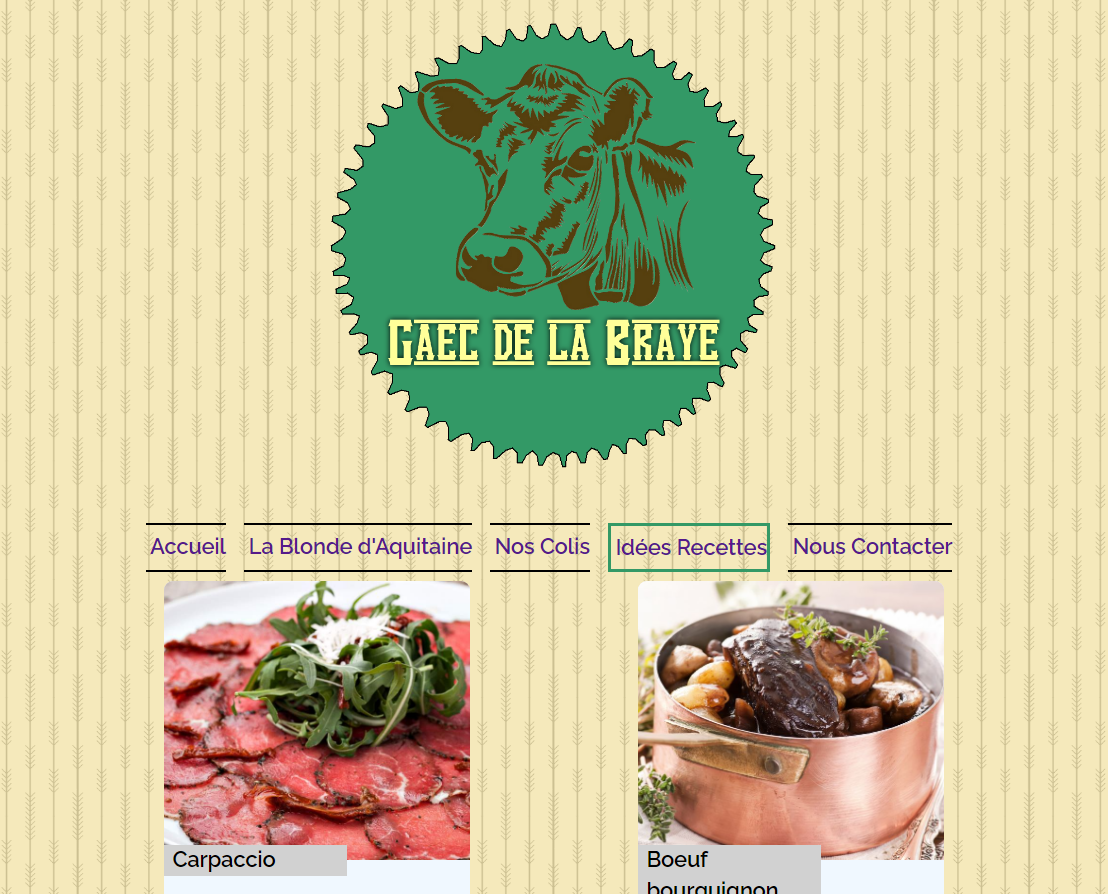 Gaec de la Braye
Accueil
La Blonde d'Aquitaine
Nos Colis
Idées Recettes
Nous Contacter
Carpaccio
Boeuf
bourguignon